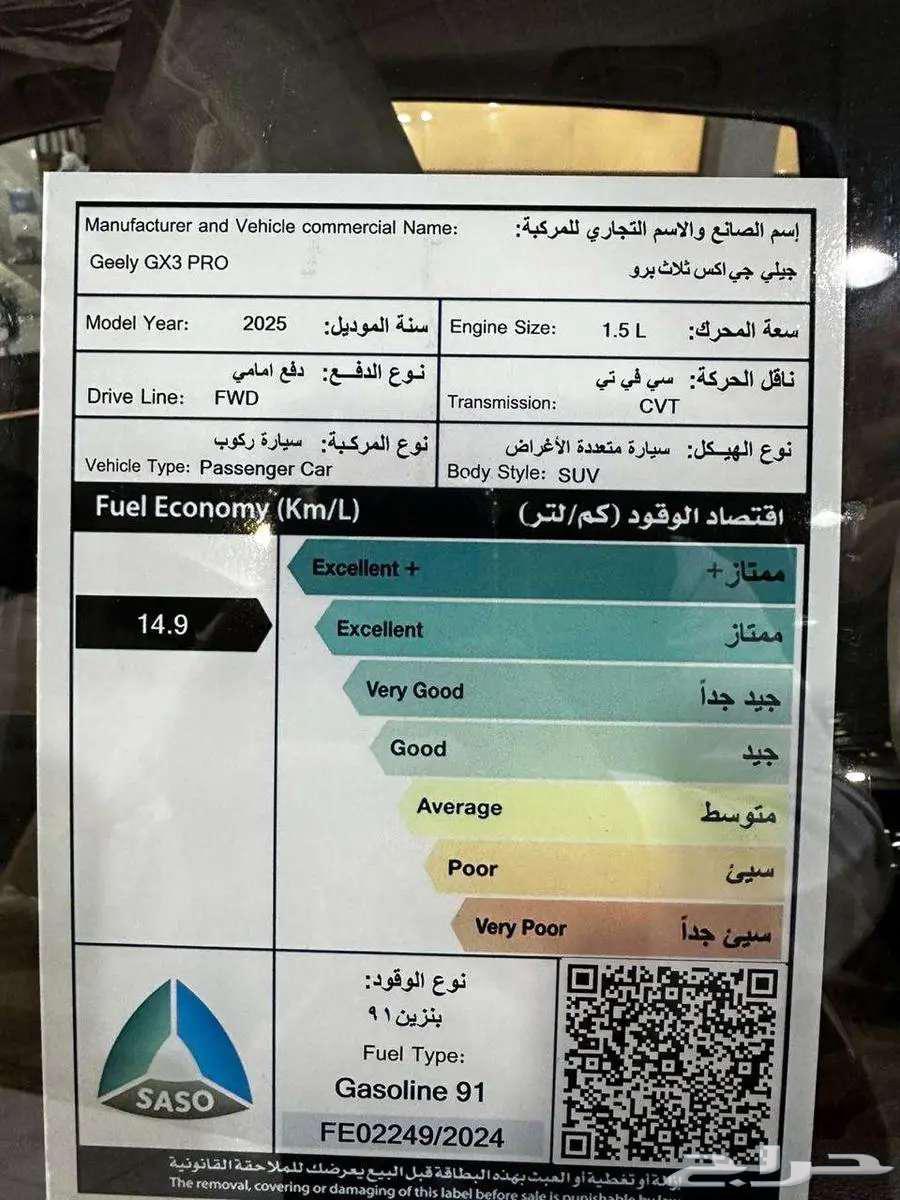 Manufacturer and Vehicle commercial Name: إسم الصانع والاسم التجاري للمركبة:
Geely GX3 PRO جيلي جي اكس ثلاث برو
Model Year: 2025 سنة الموديل:
Engine Size: 1.5 L سعة المحرك:
نوع الدفع: دفع امامي
Drive Line: FWD
ناقل الحركة: سي في تي
Transmission: CVT
نوع المركبة: سيارة ركوب
Vehicle Type: Passenger Car
نوع الهيكل: سيارة متعددة الأغراض
Body Style: SUV
Fuel Economy (Km/L) اقتصاد الوقود (كم/لتر)
Excellent + ممتاز+
14.9
Excellent ممتاز
Very Good جيد جداً
Good جيد
Average متوسط
Poor سيئ
Very Poor سيئ جداً
SASO
نوع الوقود:
بنزين ٩١
Fuel Type:
Gasoline 91
FE02249/2024
إزالة أو تغطية أو العبث بهذه البطاقة قبل البيع يعرضك للملاحقة القانونية
The removal, covering or damaging of this label before sale is punishable by
حراج